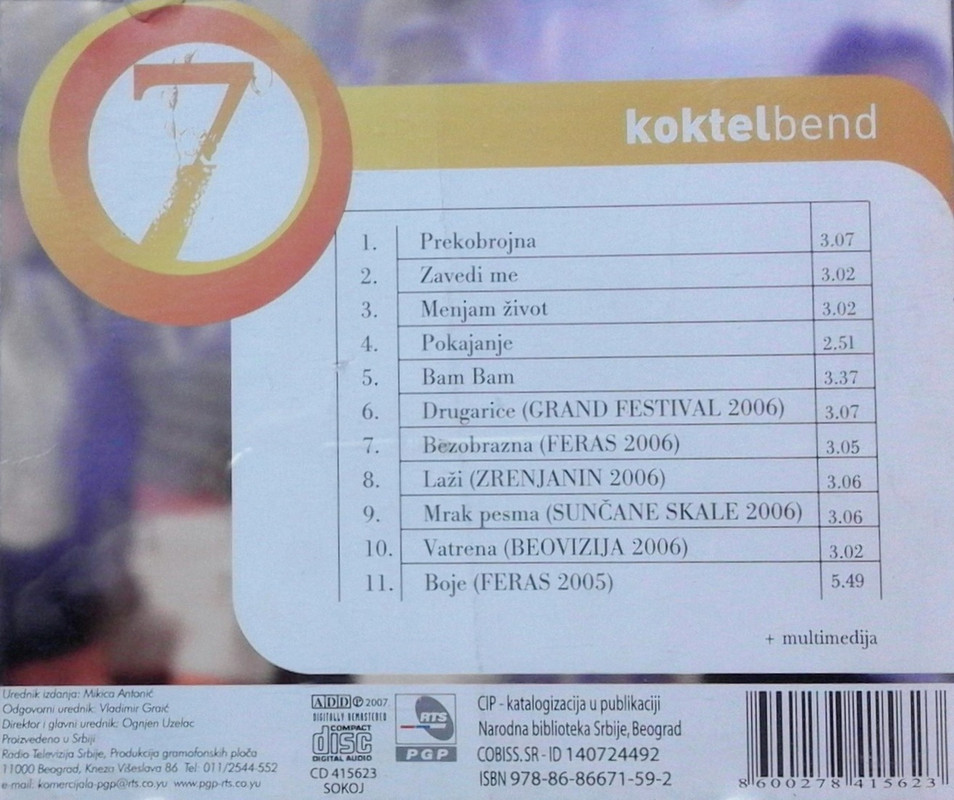 7
koktelbend
1. Prekobrojna 3.07
2. Zavedi me 3.02
3. Menjam život 3.02
4. Pokajanje 2.51
5. Bam Bam 3.37
6. Drugarice (GRAND FESTIVAL 2006) 3.07
7. Bezobrazna (FERAS 2006) 3.05
8. Laži (ZRENJANIN 2006) 3.06
9. Mrak pesma (SUNČANE SKALE 2006) 3.06
10. Vatrena (BEOVIZIJA 2006) 3.02
11. Boje (FERAS 2005) 5.49
+ multimedija
Urednik izdanja: Mikica Antonić
Odgovorni urednik: Vladimir Graić
Direktor i glavni urednik: Ognjen Uzelac
Proizvedeno u Srbiji
Radio Televizija Srbije, Produkcija gramofonskih ploča
11000 Beograd, Kneza Višeslava 86 Tel: 011/2544-552
e-mail: komercijala-pgp@rts.co.yu www.pgp-rts.co.yu
ADD ℗ 2007.
DIGITALLY REMASTERED
COMPACT
disc
DIGITAL AUDIO
CD 415623
SOKOJ
RTS
PGP
CIP - katalogizacija u publikaciji
Narodna biblioteka Srbije, Beograd
COBISS.SR - ID 140724492
ISBN 978-86-86671-59-2
8 600278 415623